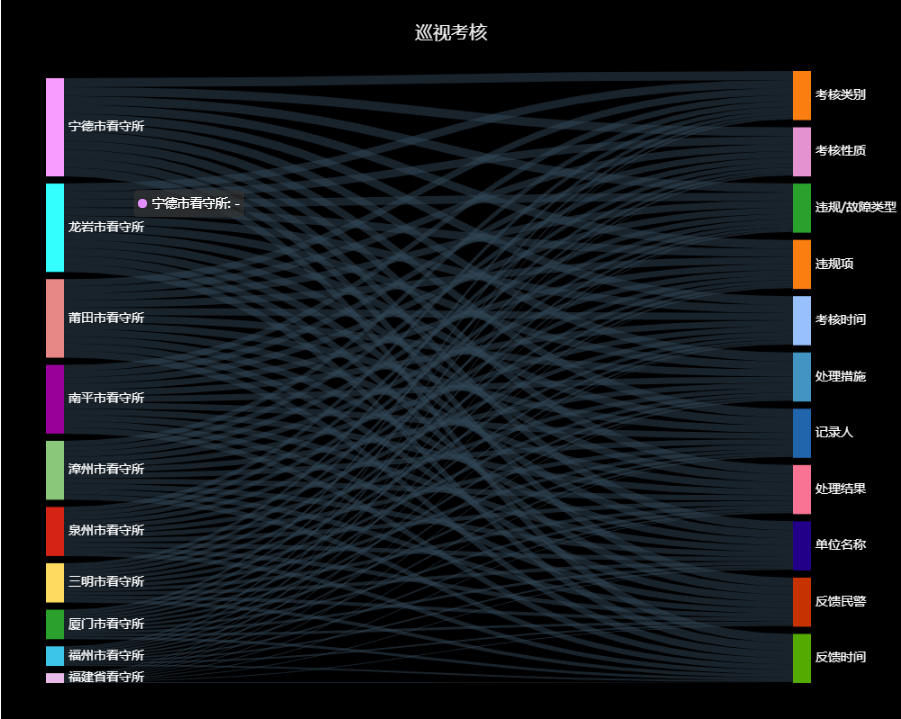 巡视考核
宁德市看守所
龙岩市看守所
莆田市看守所
南平市看守所
漳州市看守所
泉州市看守所
三明市看守所
厦门市看守所
福州市看守所
福建省看守所
宁德市看守所: -
考核类别
考核性质
违规/故障类型
违规项
考核时间
处理措施
记录人
处理结果
单位名称
反馈民警
反馈时间